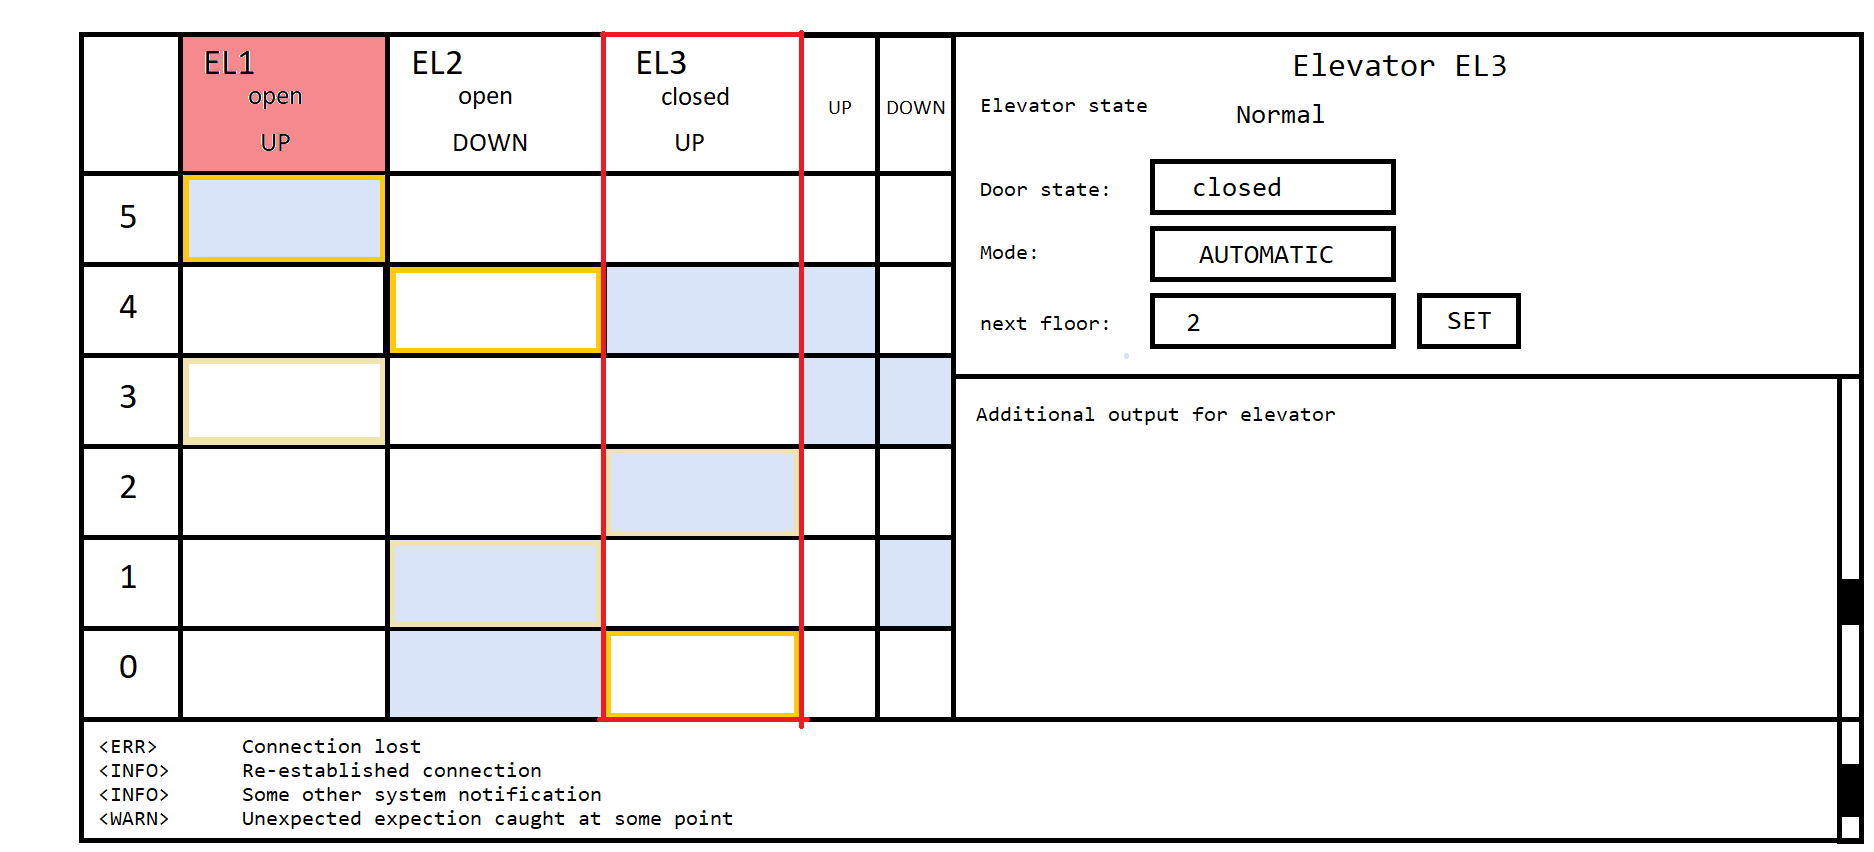 EL1 EL2 EL3
open open closed UP DOWN
UP DOWN UP
5
4
3
2
1
0
Elevator EL3
Elevator state Normal
Door state: closed
Mode: AUTOMATIC
next floor: 2 SET
Additional output for elevator
<ERR> Connection lost
<INFO> Re-established connection
<INFO> Some other system notification
<WARN> Unexpected expection caught at some point